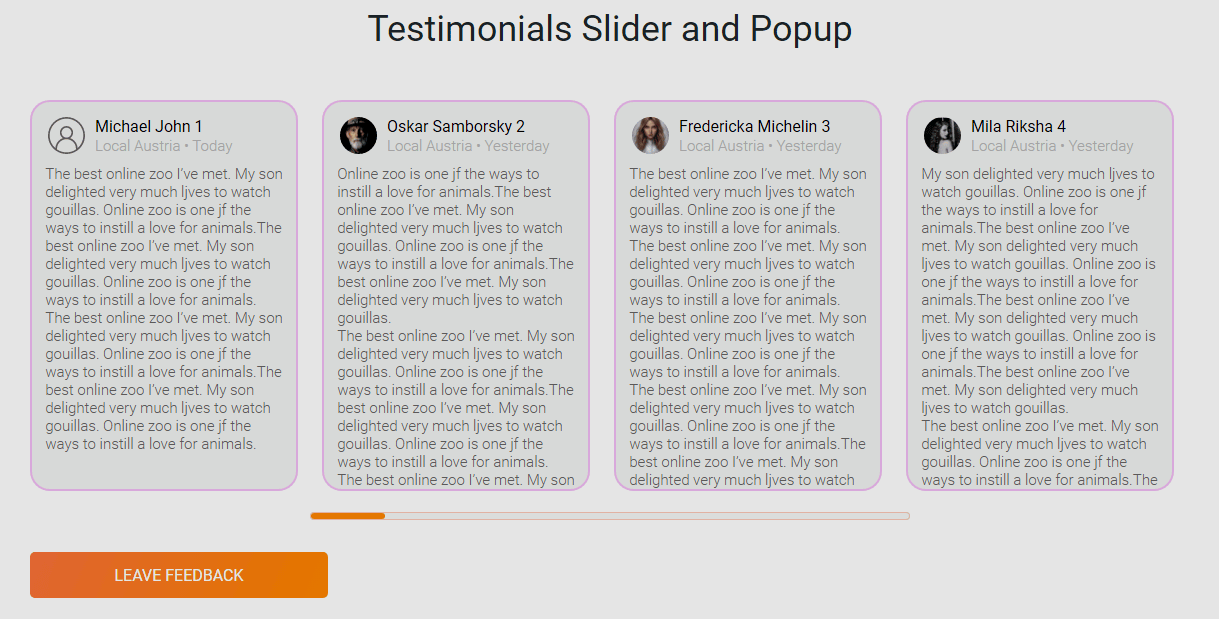 Testimonials Slider and Popup
Michael John 1
Local Austria • Today
The best online zoo I’ve met. My son
delighted very much ljves to watch
gouillas. Online zoo is one jf the
ways to instill a love for animals.The
best online zoo I’ve met. My son
delighted very much ljves to watch
gouillas. Online zoo is one jf the
ways to instill a love for animals.
The best online zoo I’ve met. My son
delighted very much ljves to watch
gouillas. Online zoo is one jf the
ways to instill a love for animals.The
best online zoo I’ve met. My son
delighted very much ljves to watch
gouillas. Online zoo is one jf the
ways to instill a love for animals.
Oskar Samborsky 2
Local Austria • Yesterday
Online zoo is one jf the ways to
instill a love for animals.The best
online zoo I’ve met. My son
delighted very much ljves to watch
gouillas. Online zoo is one jf the
ways to instill a love for animals.The
best online zoo I’ve met. My son
delighted very much ljves to watch
gouillas.
The best online zoo I’ve met. My son
delighted very much ljves to watch
gouillas. Online zoo is one jf the
ways to instill a love for animals.The
best online zoo I’ve met. My son
delighted very much ljves to watch
gouillas. Online zoo is one jf the
ways to instill a love for animals.
The best online zoo I’ve met. My son
Fredericka Michelin 3
Local Austria • Yesterday
The best online zoo I’ve met. My son
delighted very much ljves to watch
gouillas. Online zoo is one jf the
ways to instill a love for animals.
The best online zoo I’ve met. My son
delighted very much ljves to watch
gouillas. Online zoo is one jf the
ways to instill a love for animals.
The best online zoo I’ve met. My son
delighted very much ljves to watch
gouillas. Online zoo is one jf the
ways to instill a love for animals.
The best online zoo I’ve met. My son
delighted very much ljves to watch
gouillas. Online zoo is one jf the
ways to instill a love for animals.The
best online zoo I’ve met. My son
delighted very much ljves to watch
Mila Riksha 4
Local Austria • Yesterday
My son delighted very much ljves to
watch gouillas. Online zoo is one jf
the ways to instill a love for
animals.The best online zoo I’ve
met. My son delighted very much
ljves to watch gouillas. Online zoo is
one jf the ways to instill a love for
animals.The best online zoo I’ve
met. My son delighted very much
ljves to watch gouillas. Online zoo is
one jf the ways to instill a love for
animals.The best online zoo I’ve
met. My son delighted very much
ljves to watch gouillas.
The best online zoo I’ve met. My son
delighted very much ljves to watch
gouillas. Online zoo is one jf the
ways to instill a love for animals.The
LEAVE FEEDBACK